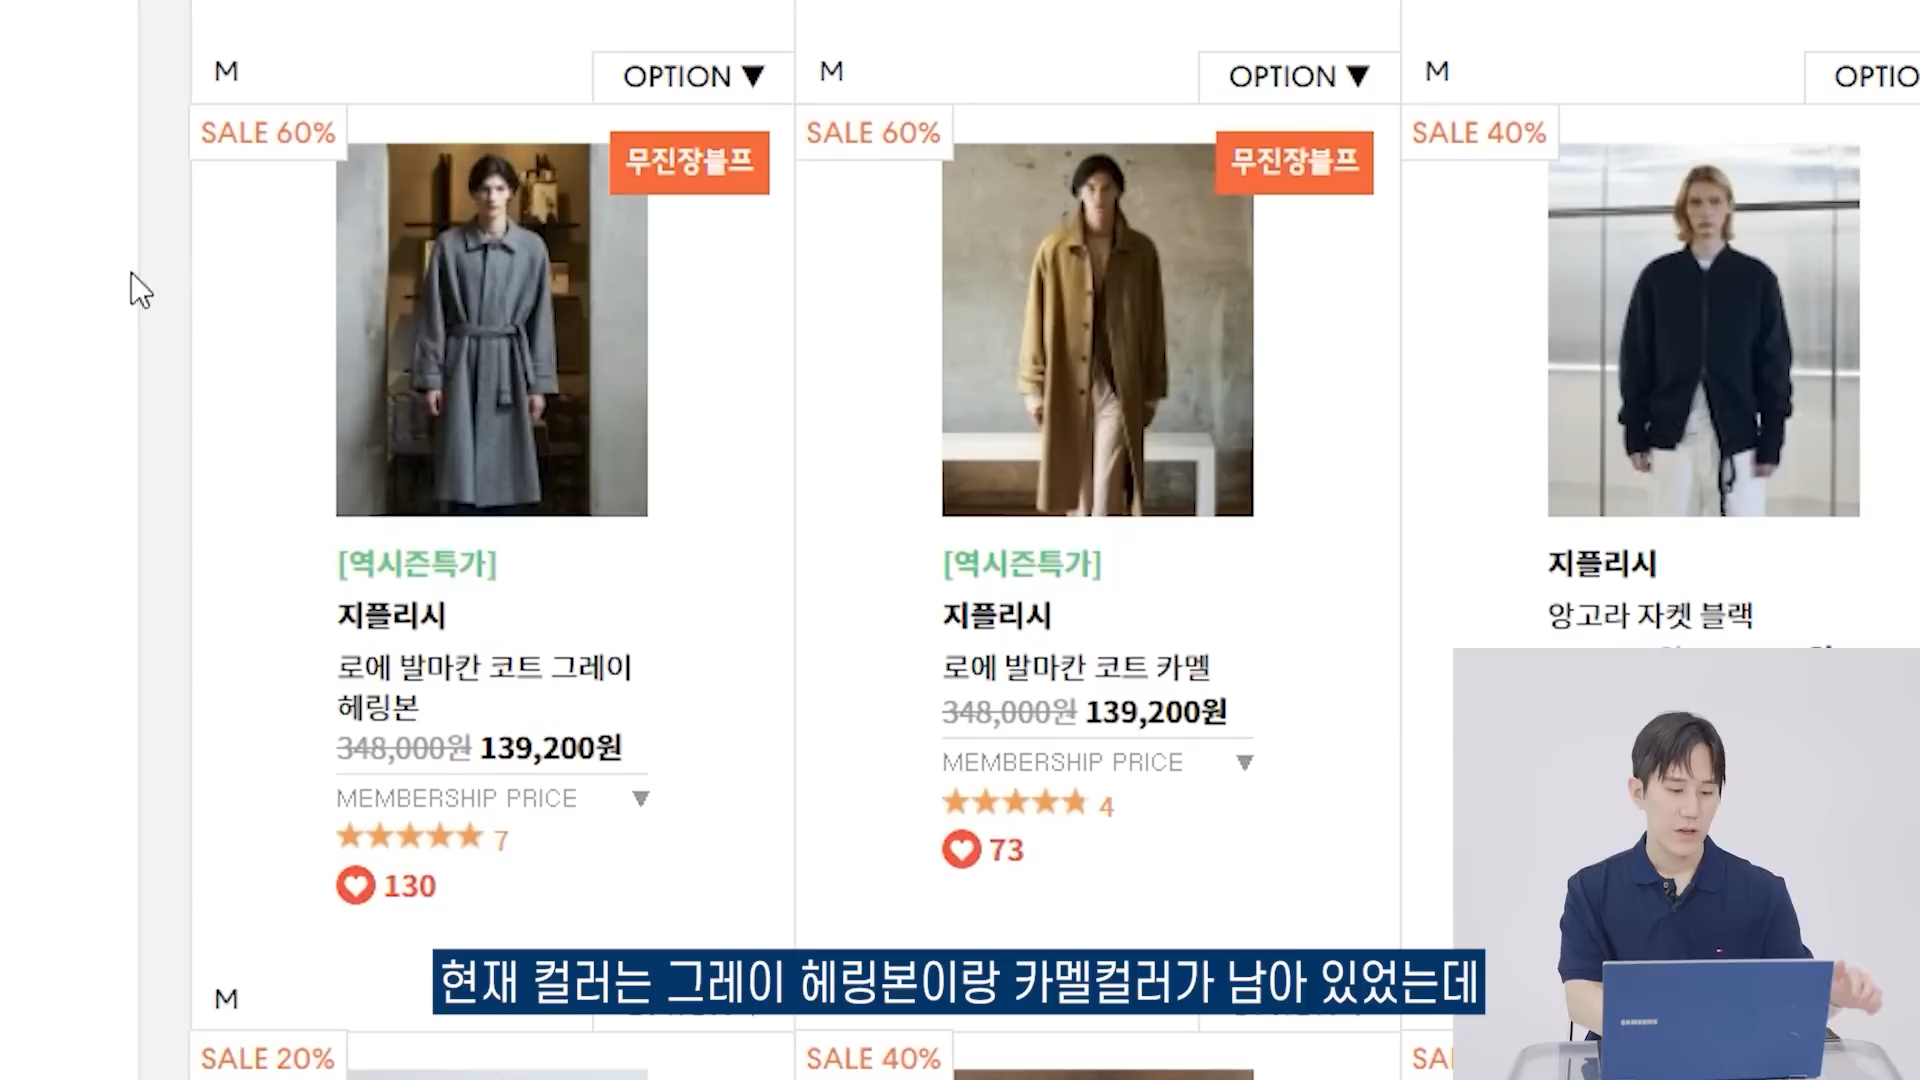 M
OPTION ▼
M
OPTION ▼
M
OPTIO
SALE 60%
무진장블프
SALE 60%
무진장블프
SALE 40%
[역시즌특가]
지플리시
로에 발마칸 코트 그레이
헤링본
348,000원 139,200원
MEMBERSHIP PRICE ▼
★★★★★ 7
130
[역시즌특가]
지플리시
로에 발마칸 코트 카멜
348,000원 139,200원
MEMBERSHIP PRICE ▼
★★★★★ 4
73
지플리시
앙고라 자켓 블랙
M
현재 컬러는 그레이 헤링본이랑 카멜컬러가 남아 있었는데
SAMSUNG
SALE 20%
SALE 40%
SA